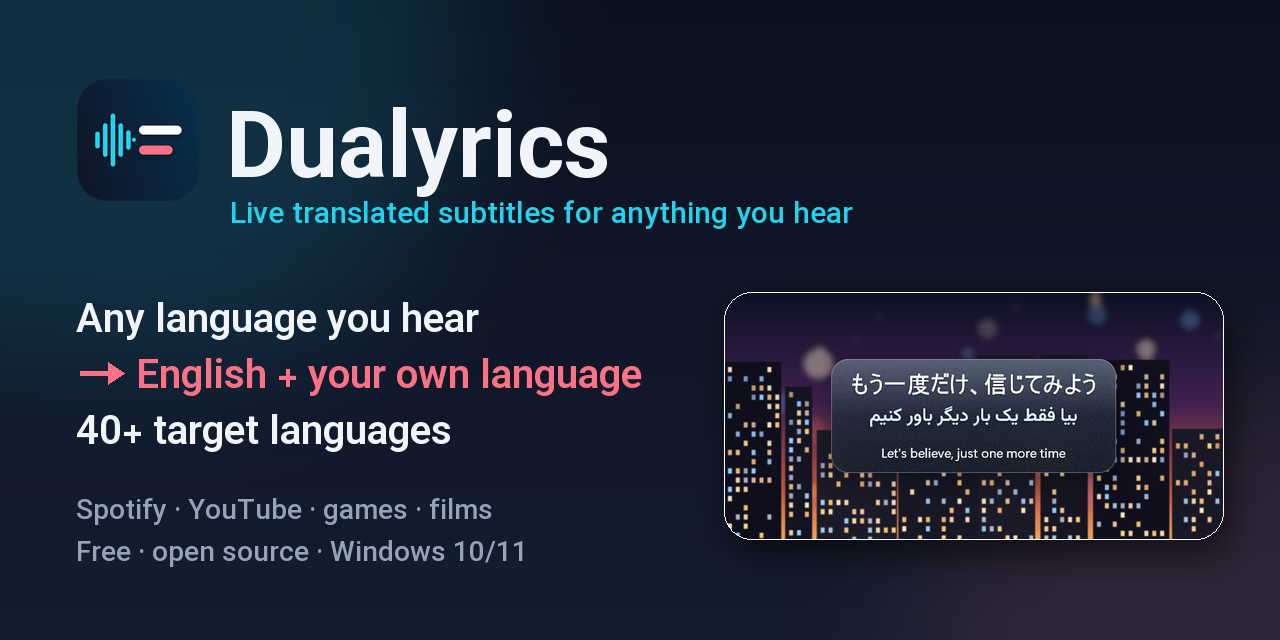 Dualyrics
Live translated subtitles for anything you hear
Any language you hear
→ English + your own language
40+ target languages
Spotify · YouTube · games · films
Free · open source · Windows 10/11
もう一度だけ、信じてみよう
بیا فقط یک بار دیگر باور کنیم
Let's believe, just one more time